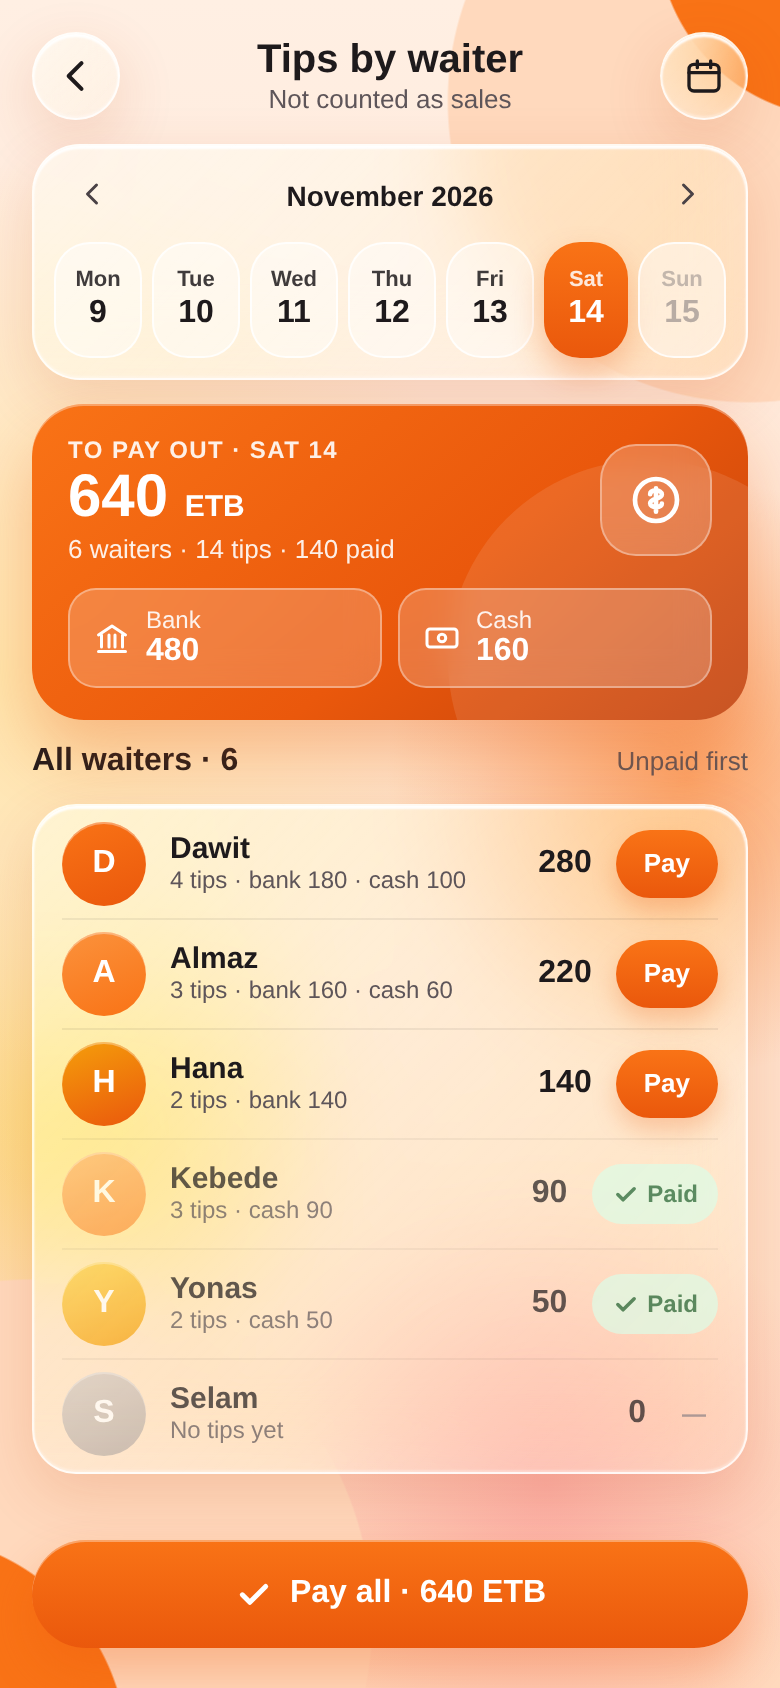 Tips by waiter
Not counted as sales
November 2026
Mon Tue Wed Thu Fri Sat Sun
9 10 11 12 13 14 15
TO PAY OUT · SAT 14
640 ETB
6 waiters · 14 tips · 140 paid
Bank
480
Cash
160
All waiters · 6
Unpaid first
D
Dawit
4 tips · bank 180 · cash 100
280
Pay
A
Almaz
3 tips · bank 160 · cash 60
220
Pay
H
Hana
2 tips · bank 140
140
Pay
K
Kebede
3 tips · cash 90
90
Paid
Y
Yonas
2 tips · cash 50
50
Paid
S
Selam
No tips yet
0
—
Pay all · 640 ETB